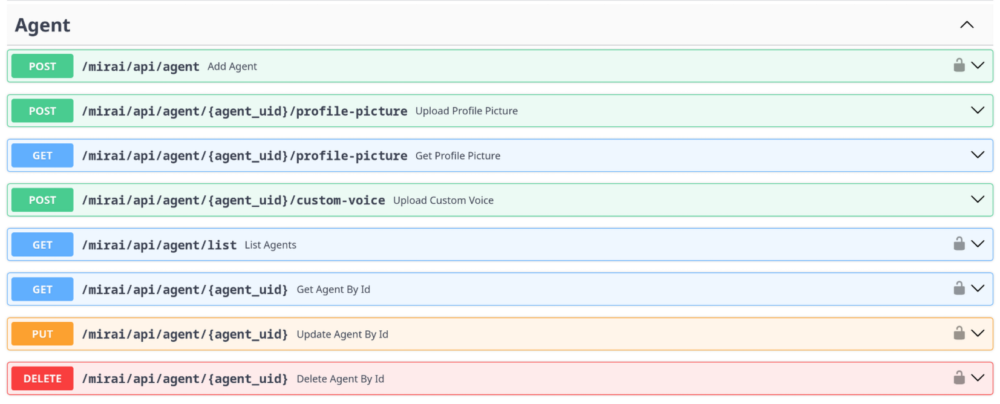 Agent
POST /mirai/api/agent Add Agent
POST /mirai/api/agent/{agent_uid}/profile-picture Upload Profile Picture
GET /mirai/api/agent/{agent_uid}/profile-picture Get Profile Picture
POST /mirai/api/agent/{agent_uid}/custom-voice Upload Custom Voice
GET /mirai/api/agent/list List Agents
GET /mirai/api/agent/{agent_uid} Get Agent By Id
PUT /mirai/api/agent/{agent_uid} Update Agent By Id
DELETE /mirai/api/agent/{agent_uid} Delete Agent By Id